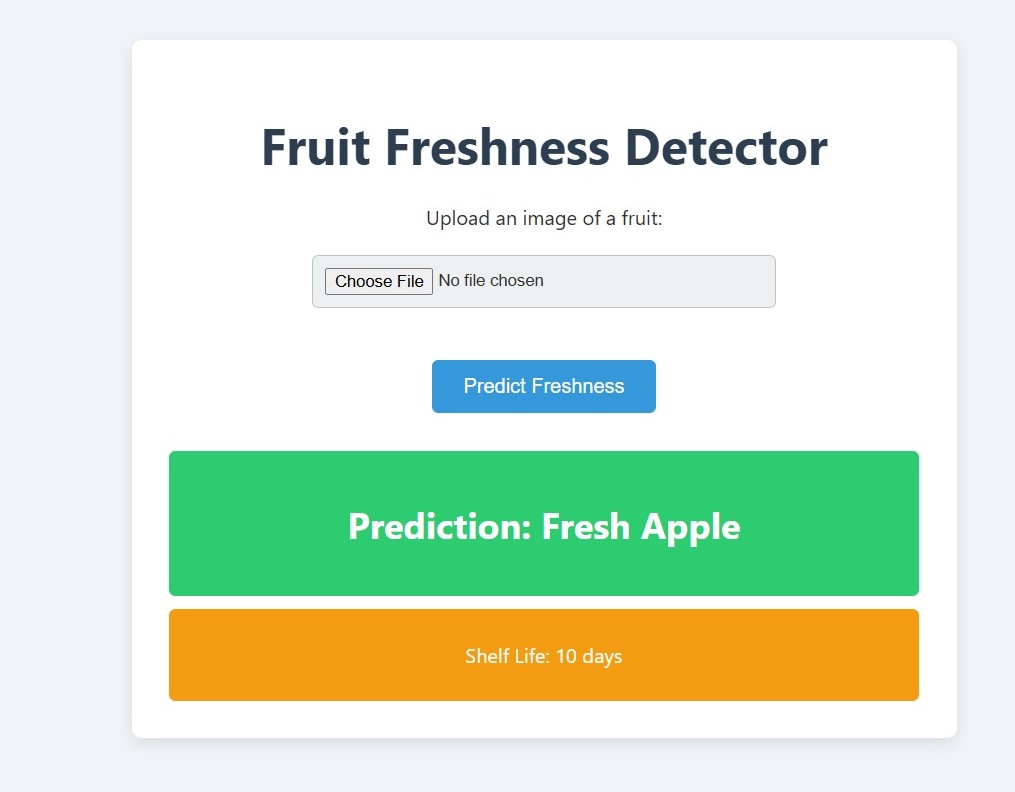 Fruit Freshness Detector
Upload an image of a fruit:
Choose File No file chosen
Predict Freshness
Prediction: Fresh Apple
Shelf Life: 10 days